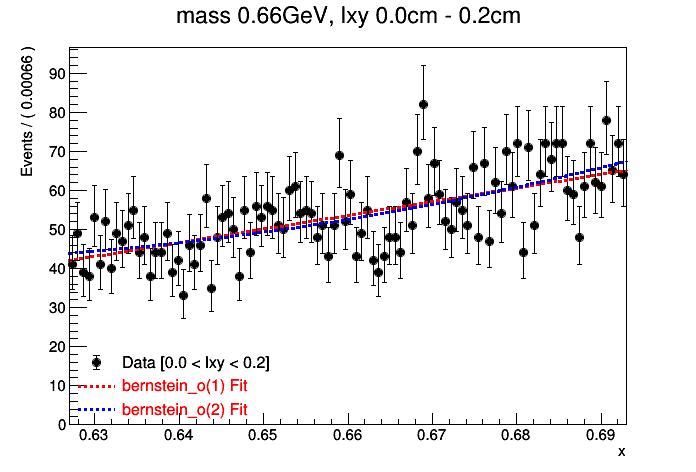 mass 0.66GeV, lxy 0.0cm - 0.2cm
Events / ( 0.00066 )
90
80
70
60
50
40
30
20
10
0
Data [0.0 < lxy < 0.2]
bernstein_o(1) Fit
bernstein_o(2) Fit
0.63 0.64 0.65 0.66 0.67 0.68 0.69
x